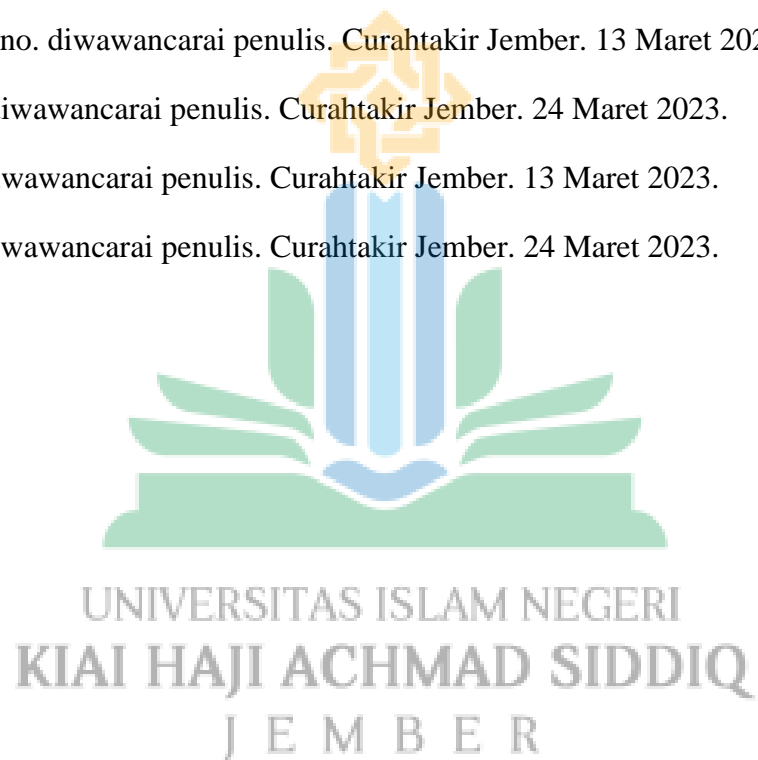 no. diwawancarai penulis. Curahtakir Jember. 13 Maret 202
iwawancarai penulis. Curahtakir Jember. 24 Maret 2023.
wawancarai penulis. Curahtakir Jember. 13 Maret 2023.
wawancarai penulis. Curahtakir Jember. 24 Maret 2023.
UNIVERSITAS ISLAM NEGERI
KIAI HAJI ACHMAD SIDDIQ
JEMBER